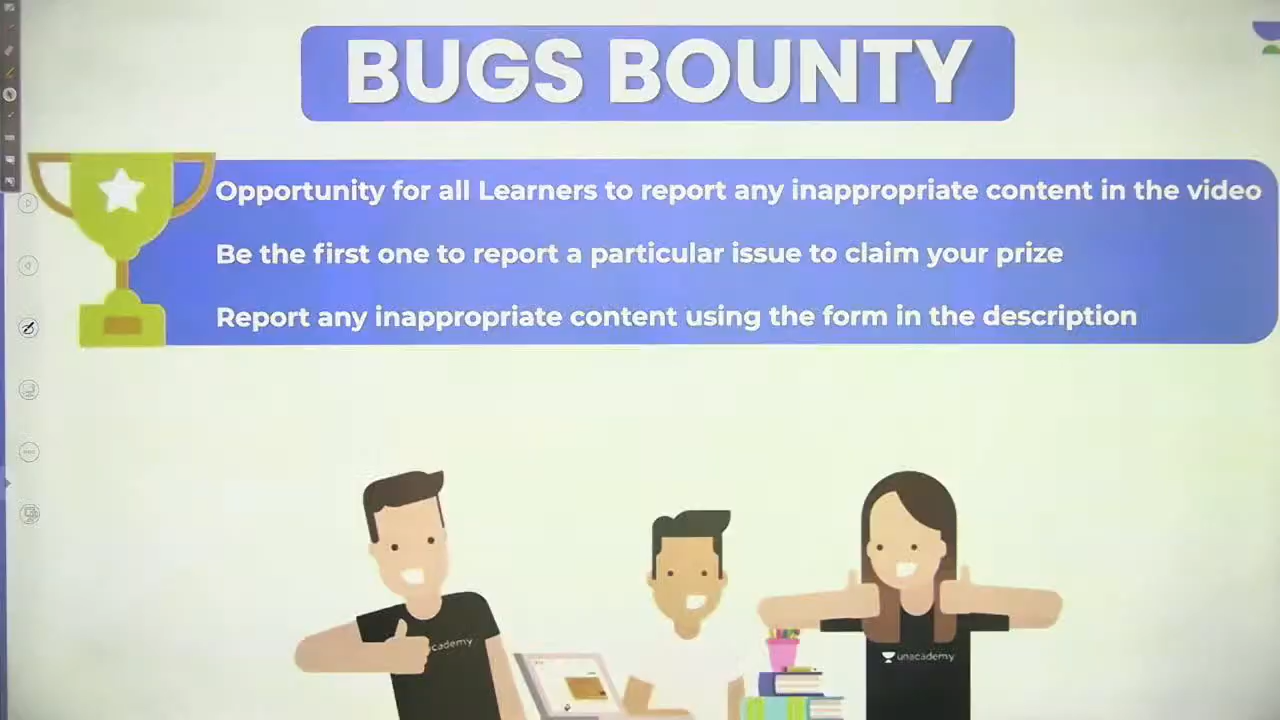 BUGS BOUNTY
Opportunity for all Learners to report any inappropriate content in the video
Be the first one to report a particular issue to claim your prize
Report any inappropriate content using the form in the description
cademy
unacademy